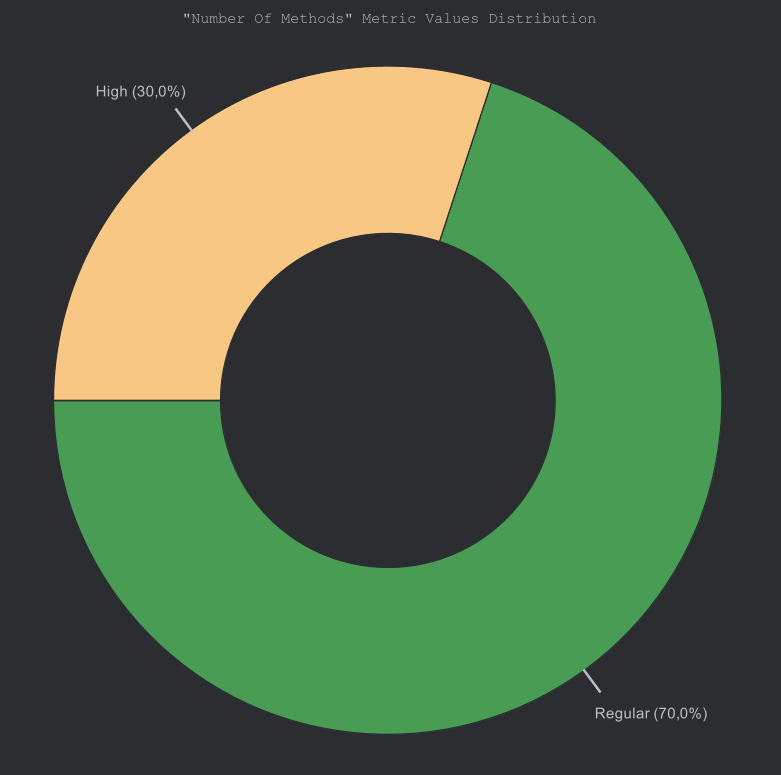 "Number Of Methods" Metric Values Distribution
High (30,0%)
Regular (70,0%)